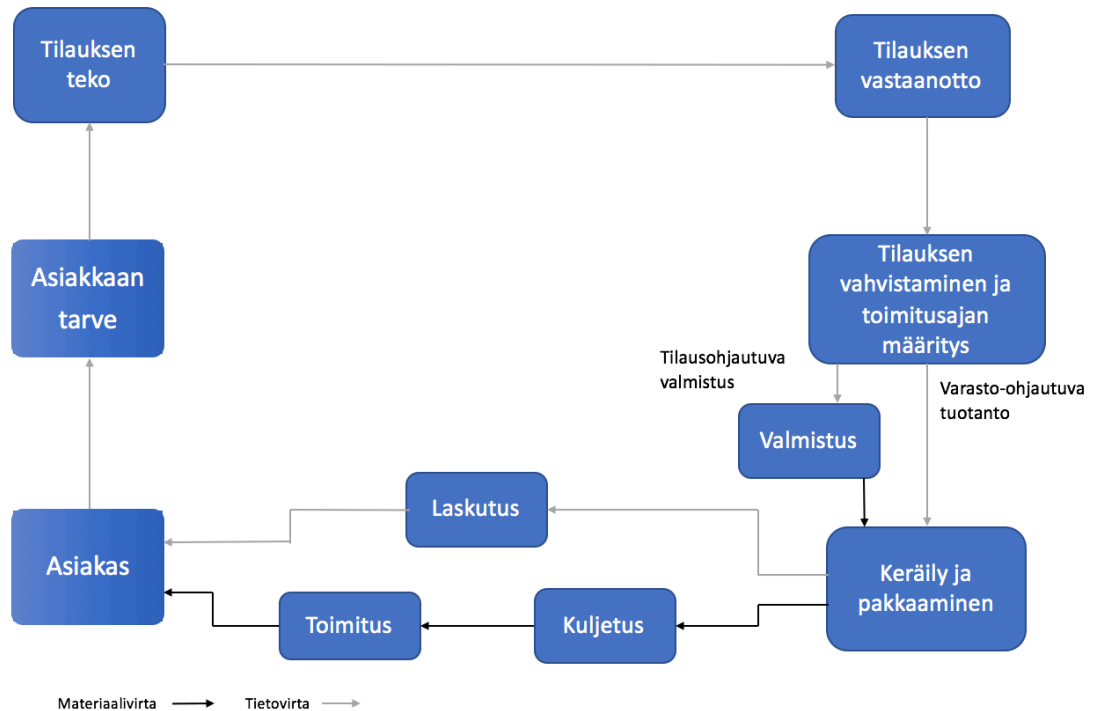 Tilauksen
teko
Tilauksen
vastaanotto
Asiakkaan
tarve
Tilauksen
vahvistaminen ja
toimitusajan
määritys
Tilausohjautuva
valmistus
Varasto-ohjautuva
tuotanto
Valmistus
Laskutus
Asiakas
Keräily ja
pakkaaminen
Toimitus
Kuljetus
Materiaalivirta
Tietovirta